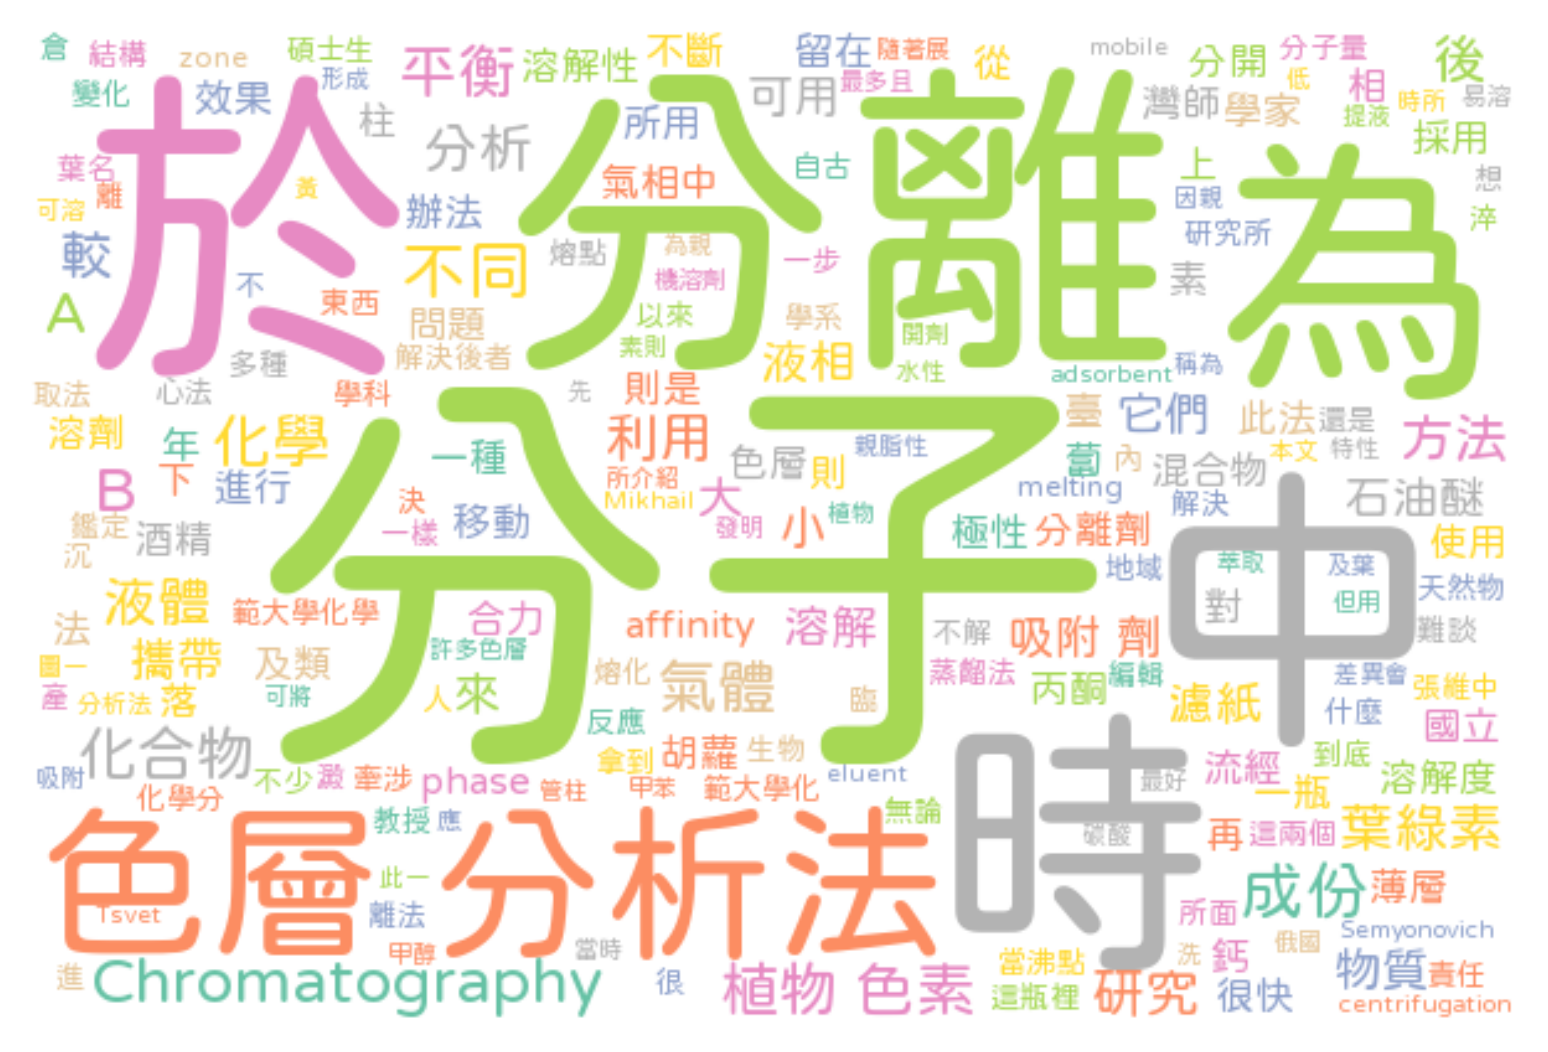 倉
結構
zone
碩士生
形成
平衡
溶解性
不斷
留在
隨著展
從
mobile
分開
分子量
後
變化
效果
柱
分析
所用
可用
最多且
灣師
學家
低
相
提液
時所
易溶
採用
於
分離
為
葉名
離
黃
可溶
辦法
氣相中
自古
上
因親
研究所
想
淬
較
不
東西
不同
熔點
為親
機溶劑
一步
素
A
多種
問題
解決後者
以來
素則
學系
開劑
液相
水性
adsorbent
稱為
取法
心法
學科
先
則是
臺
它們
此法
還是
方法
溶劑
年
化學
一種
利用
色層
則
親脂性
蔔
內
混合物
本文
特性
B
下
進行
決
一樣
移動
所介紹
Mikhail
大
發明
小
植物
melting
解決
石油醚
鑑定
沉
酒精
極性
分離劑
地域
使用
分子
中
萃取
及葉
對
但用
天然物
難談
液體
範大學化學
合力
affinity
溶解
不解
吸附 劑
法
圖一
攜帶
及類
許多色層
熔化
氣體
蒸餾法
丙酮
編輯
差異會
張維中
產
分析法
落
可將
人
來
反應
臨
濾紙
什麼
國立
化合物
吸附
不少
澱
牽涉
phase
管柱
拿到
胡蘿
生物
甲苯
範大學化
eluent
時
最好
流經
到底
一瓶
溶解度
化學分
教授
應
無論
碳酸
再
這兩個
葉綠素
色層分析法
Tsvet
此一
離法
甲醇
當時
成份
薄層
所面
俄國
Semyonovich
進
Chromatography
很
植物 色素
當沸點
這瓶裡
研究
洗
鈣
很快
物質
責任
centrifugation